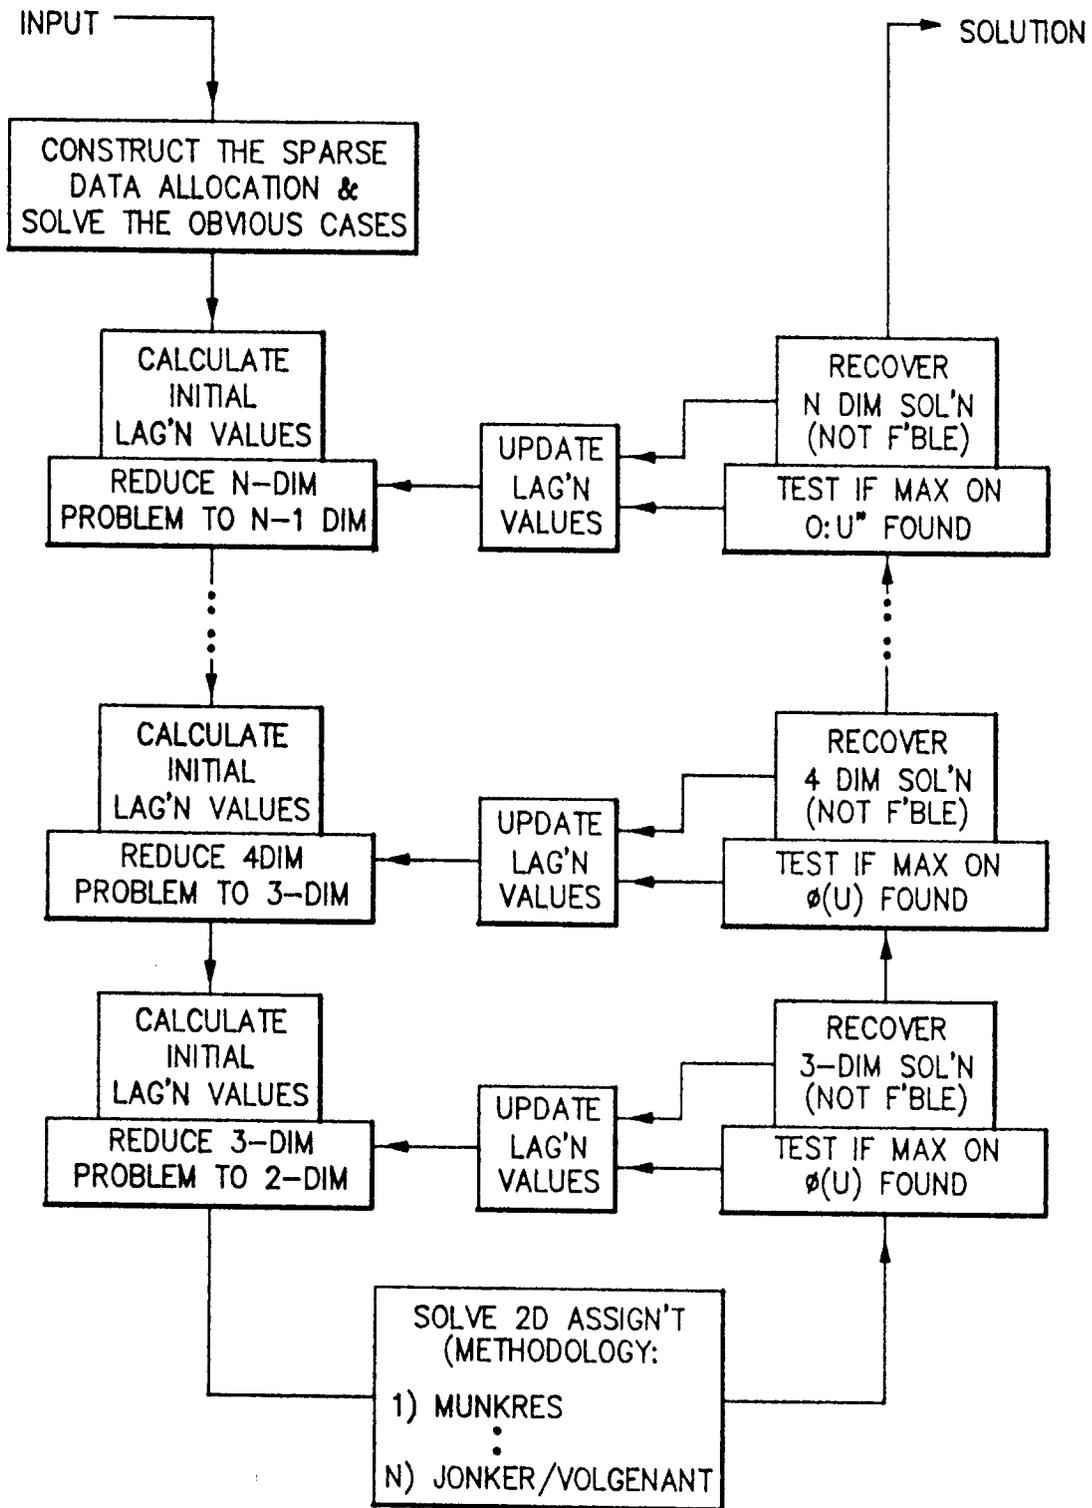 INPUT
SOLUTION
CONSTRUCT THE SPARSE
DATA ALLOCATION &
SOLVE THE OBVIOUS CASES
CALCULATE
INITIAL
LAG'N VALUES
REDUCE N-DIM
PROBLEM TO N-1 DIM
UPDATE
LAG'N
VALUES
RECOVER
N DIM SOL'N
(NOT F'BLE)
TEST IF MAX ON
O:U" FOUND
CALCULATE
INITIAL
LAG'N VALUES
REDUCE 4DIM
PROBLEM TO 3-DIM
UPDATE
LAG'N
VALUES
RECOVER
4 DIM SOL'N
(NOT F'BLE)
TEST IF MAX ON
ø(U) FOUND
CALCULATE
INITIAL
LAG'N VALUES
REDUCE 3-DIM
PROBLEM TO 2-DIM
UPDATE
LAG'N
VALUES
RECOVER
3-DIM SOL'N
(NOT F'BLE)
TEST IF MAX ON
ø(U) FOUND
SOLVE 2D ASSIGN'T
(METHODOLOGY:
1) MUNKRES
N) JONKER/VOLGENANT